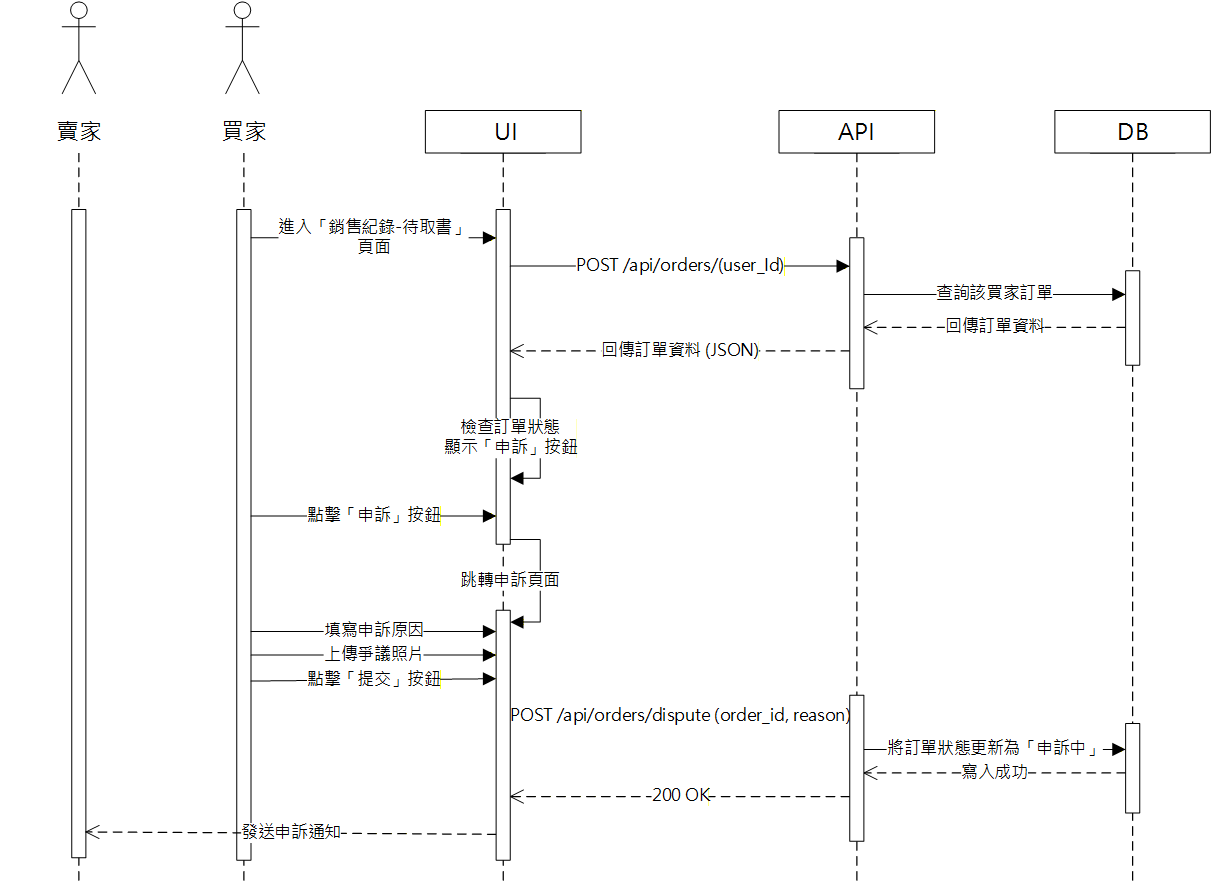 賣家
買家
UI
API
DB
進入「銷售紀錄-待取書」
頁面
POST /api/orders/(user_Id)
查詢該買家訂單
回傳訂單資料
回傳訂單資料 (JSON)
檢查訂單狀態
顯示「申訴」按鈕
點擊「申訴」按鈕
跳轉申訴頁面
填寫申訴原因
上傳爭議照片
點擊「提交」按鈕
POST /api/orders/dispute (order_id, reason)
將訂單狀態更新為「申訴中」
寫入成功
200 OK
發送申訴通知